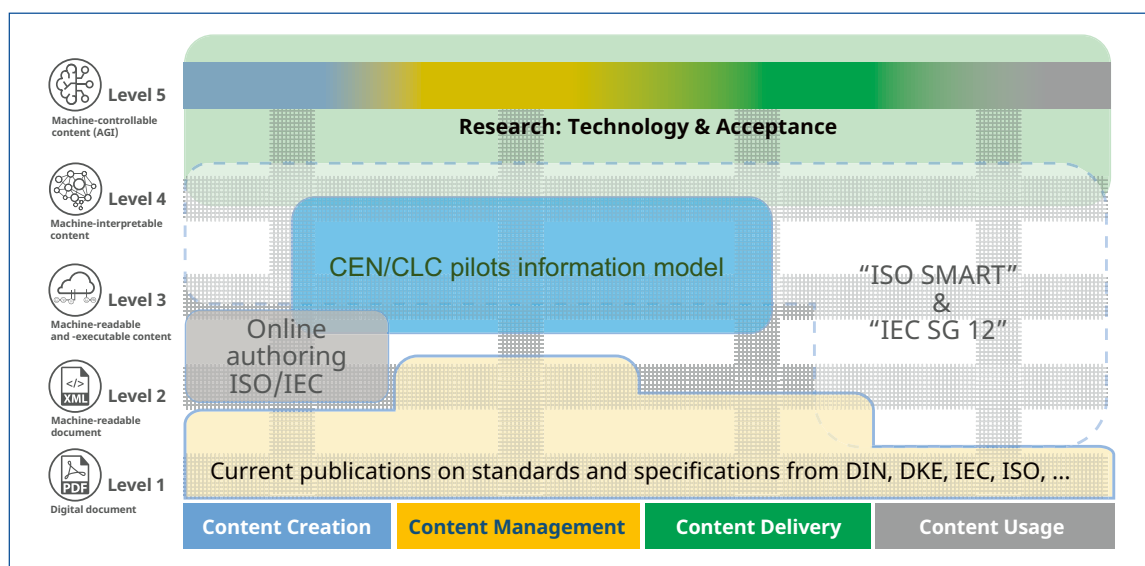 Level 5
Machine-controllable
content (AGI)
Research: Technology & Acceptance
Level 4
Machine-interpretable
content
CEN/CLC pilots information model
“ISO SMART”
&
“IEC SG 12”
Level 3
Machine-readable
and -executable content
Online
authoring
ISO/IEC
</>
XML
Level 2
Machine-readable
document
PDF
Level 1
Digital document
Current publications on standards and specifications from DIN, DKE, IEC, ISO, ...
Content Creation
Content Management
Content Delivery
Content Usage